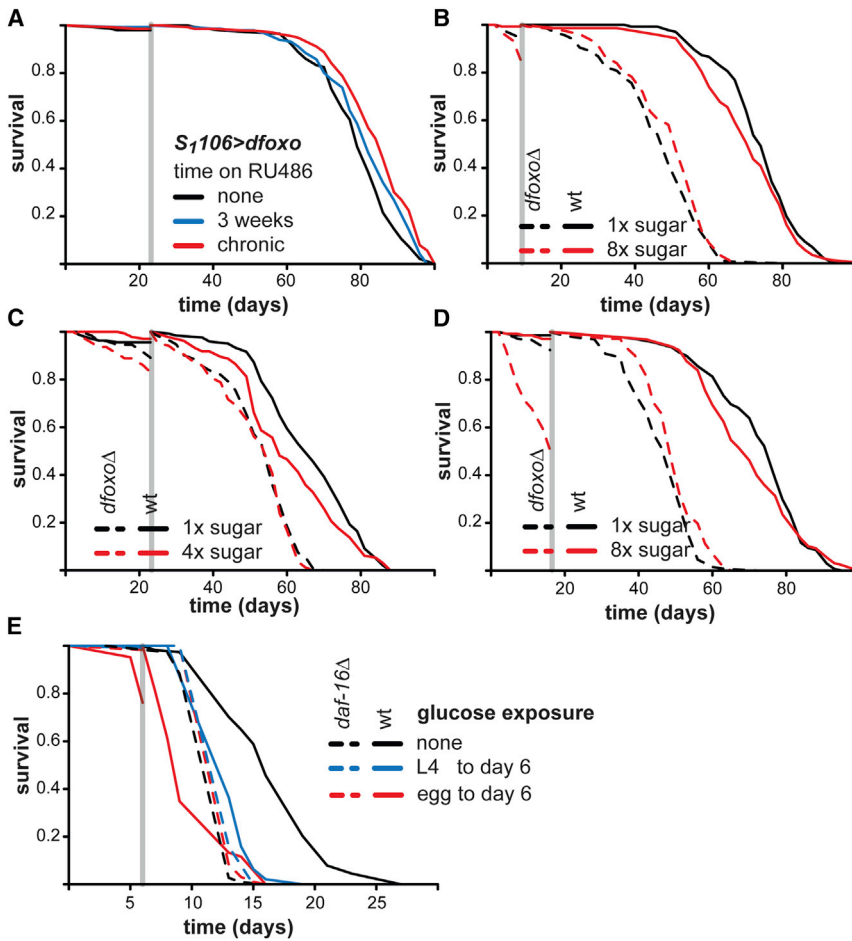 A
survival
0.8
0.6
0.4
0.2
S1106>dfoxo
time on RU486
none
3 weeks
chronic
20 40 60 80
time (days)
B
survival
0.8
0.6
0.4
0.2
dfoxoΔ
wt
1x sugar
8x sugar
20 40 60 80
time (days)
C
survival
0.8
0.6
0.4
0.2
dfoxoΔ
wt
1x sugar
4x sugar
20 40 60 80
time (days)
D
survival
0.8
0.6
0.4
0.2
dfoxoΔ
wt
1x sugar
8x sugar
20 40 60 80
time (days)
E
survival
0.8
0.6
0.4
0.2
daf-16Δ
wt
glucose exposure
none
L4 to day 6
egg to day 6
5 10 15 20 25
time (days)